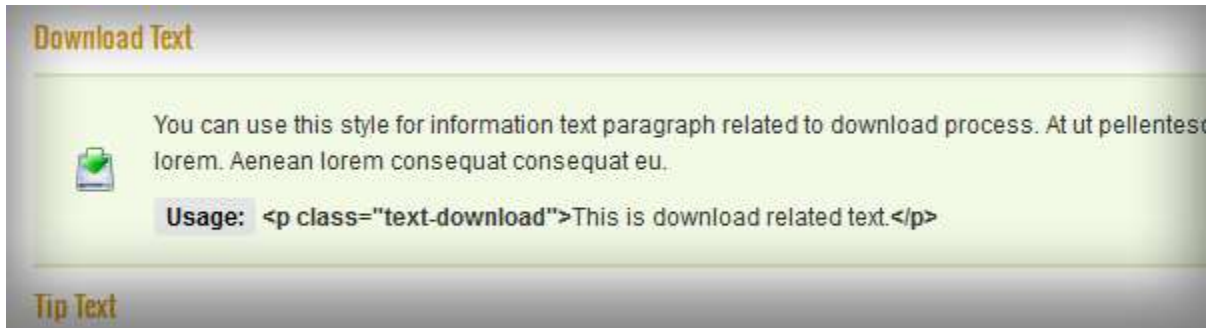 Download Text
You can use this style for information text paragraph related to download process. At ut
lorem. Aenean lorem consequat consequat eu.
Usage: <p class="text-download">This is download related text.</p>
Tip Text